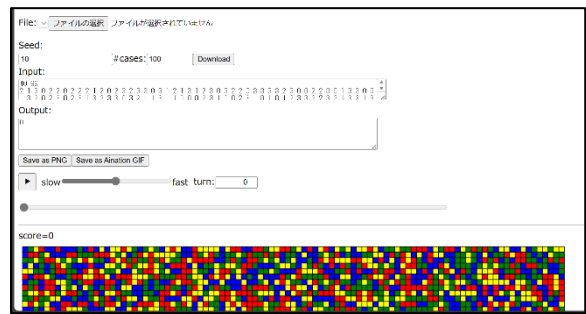 File: ファイルの選択 ファイルが選択されていません
Seed:
10 #cases: 100 Download
Input:
Output:
0
Save as PNG Save as Aination GIF
▶ slow fast turn: 0
score=0